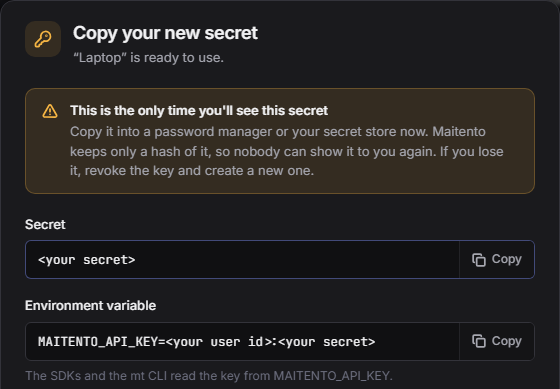 Copy your new secret
“Laptop” is ready to use.
This is the only time you'll see this secret
Copy it into a password manager or your secret store now. Maitento
keeps only a hash of it, so nobody can show it to you again. If you lose
it, revoke the key and create a new one.
Secret
<your secret>
Copy
Environment variable
MAITENTO_API_KEY=<your user id>:<your secret>
Copy
The SDKs and the mt CLI read the key from MAITENTO_API_KEY.